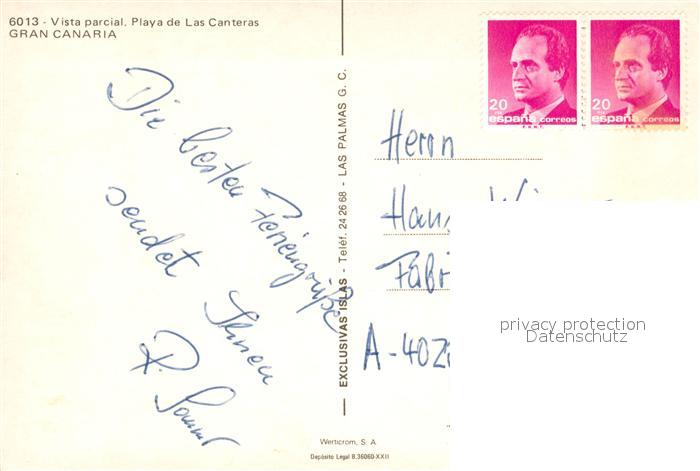 6013 - Vista parcial. Playa de Las Canteras
GRAN CANARIA
Die besten Feriengrüße
sendet Ihnen
EXCLUSIVAS ISLAS - Teléf. 24 26 68 - LAS PALMAS G. C.
20 20
españa correos españa correos
F.N.M.T. F.N.M.T.
Herrn
A-402
privacy protection
Datenschutz
Werticrom, S. A.
Depósito Legal B. 36060-XXII